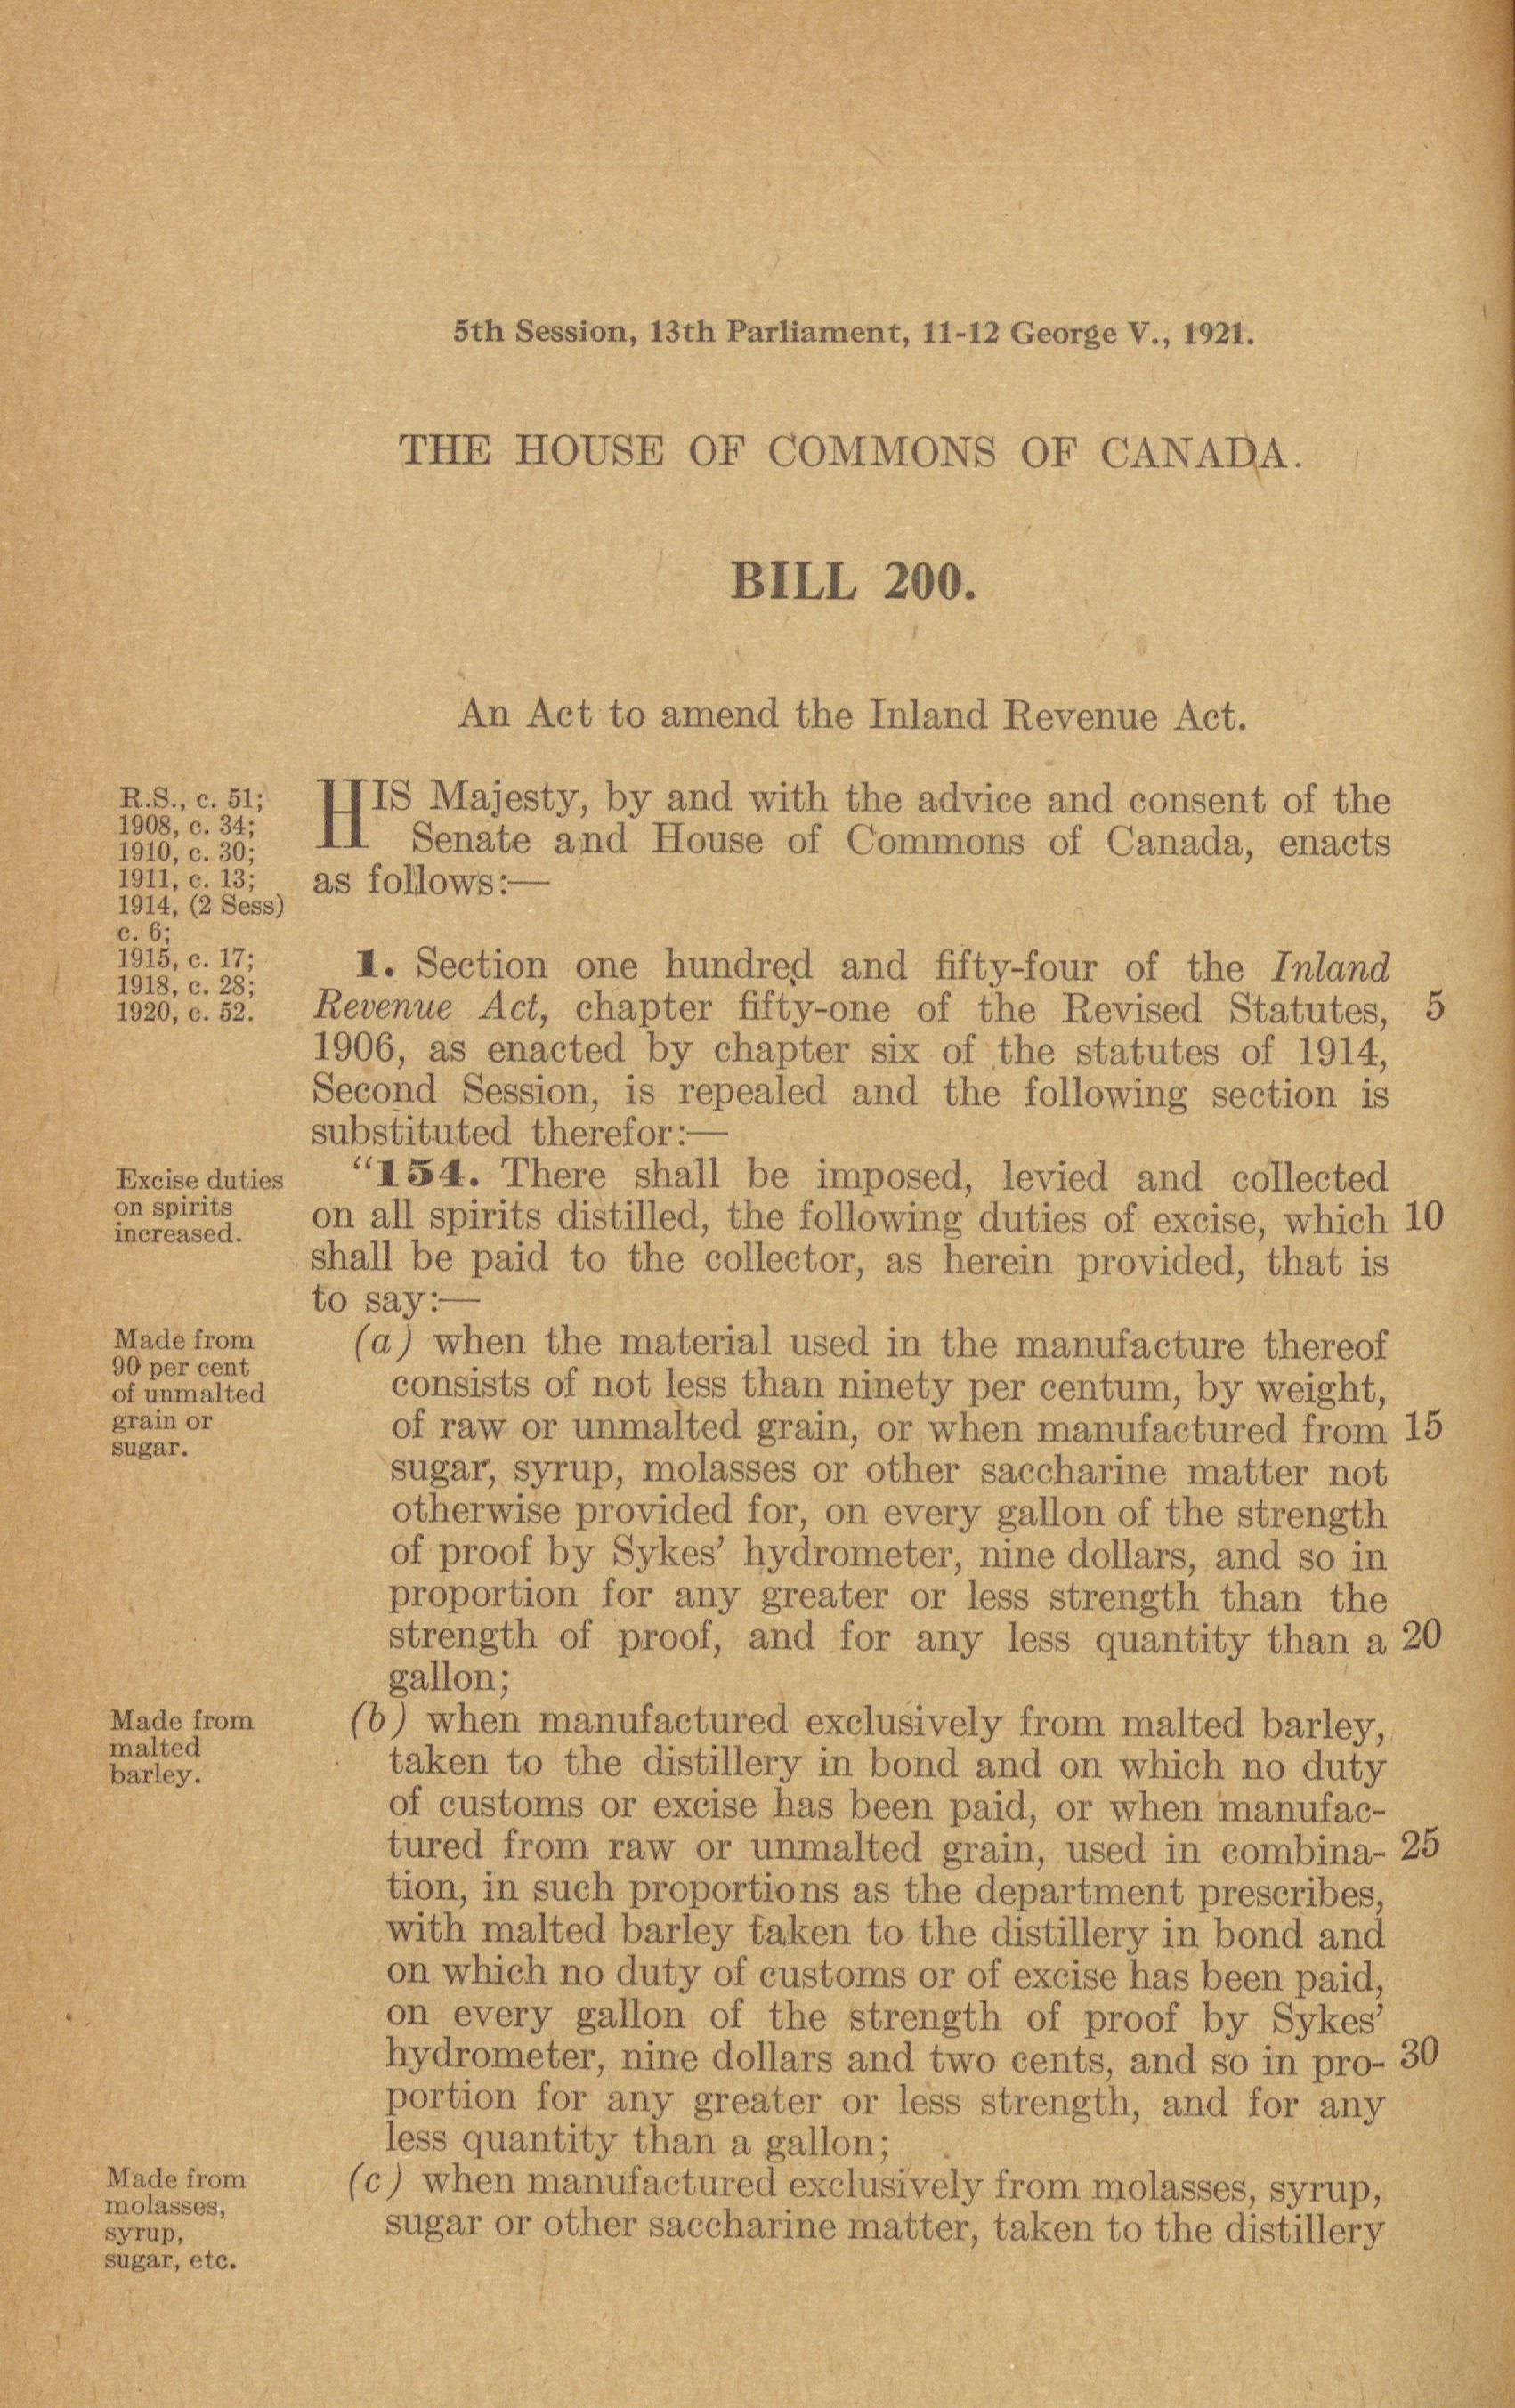 5th Session, 13th Parliament, 11-12 George V., 1921.
THE HOUSE OF COMMONS OF CANADA.
BILL 200.
An Act to amend the Inland Revenue Act.
R.S., c. 51;
1908, c. 34;
1910, c. 30;
1911, c. 13;
1914, (2 Sess)
c. 6;
1915, c. 17;
1918, c. 28;
1920, c. 52.
HIS Majesty, by and with the advice and consent of the
Senate and House of Commons of Canada, enacts
as follows:—
1. Section one hundred and fifty-four of the Inland
Revenue Act, chapter fifty-one of the Revised Statutes, 5
1906, as enacted by chapter six of the statutes of 1914,
Second Session, is repealed and the following section is
substituted therefor:—
Excise duties
on spirits
increased.
"154. There shall be imposed, levied and collected
on all spirits distilled, the following duties of excise, which 10
shall be paid to the collector, as herein provided, that is
to say:—
Made from
90 per cent
of unmalted
grain or
sugar.
(a) when the material used in the manufacture thereof
consists of not less than ninety per centum, by weight,
of raw or unmalted grain, or when manufactured from 15
sugar, syrup, molasses or other saccharine matter not
otherwise provided for, on every gallon of the strength
of proof by Sykes' hydrometer, nine dollars, and so in
proportion for any greater or less strength than the
strength of proof, and for any less quantity than a 20
gallon;
Made from
malted
barley.
(b) when manufactured exclusively from malted barley,
taken to the distillery in bond and on which no duty
of customs or excise has been paid, or when manufac-
tured from raw or unmalted grain, used in combina- 25
tion, in such proportions as the department prescribes,
with malted barley taken to the distillery in bond and
on which no duty of customs or of excise has been paid,
on every gallon of the strength of proof by Sykes'
hydrometer, nine dollars and two cents, and so in pro- 30
portion for any greater or less strength, and for any
less quantity than a gallon;
Made from
molasses,
syrup,
sugar, etc.
(c) when manufactured exclusively from molasses, syrup,
sugar or other saccharine matter, taken to the distillery